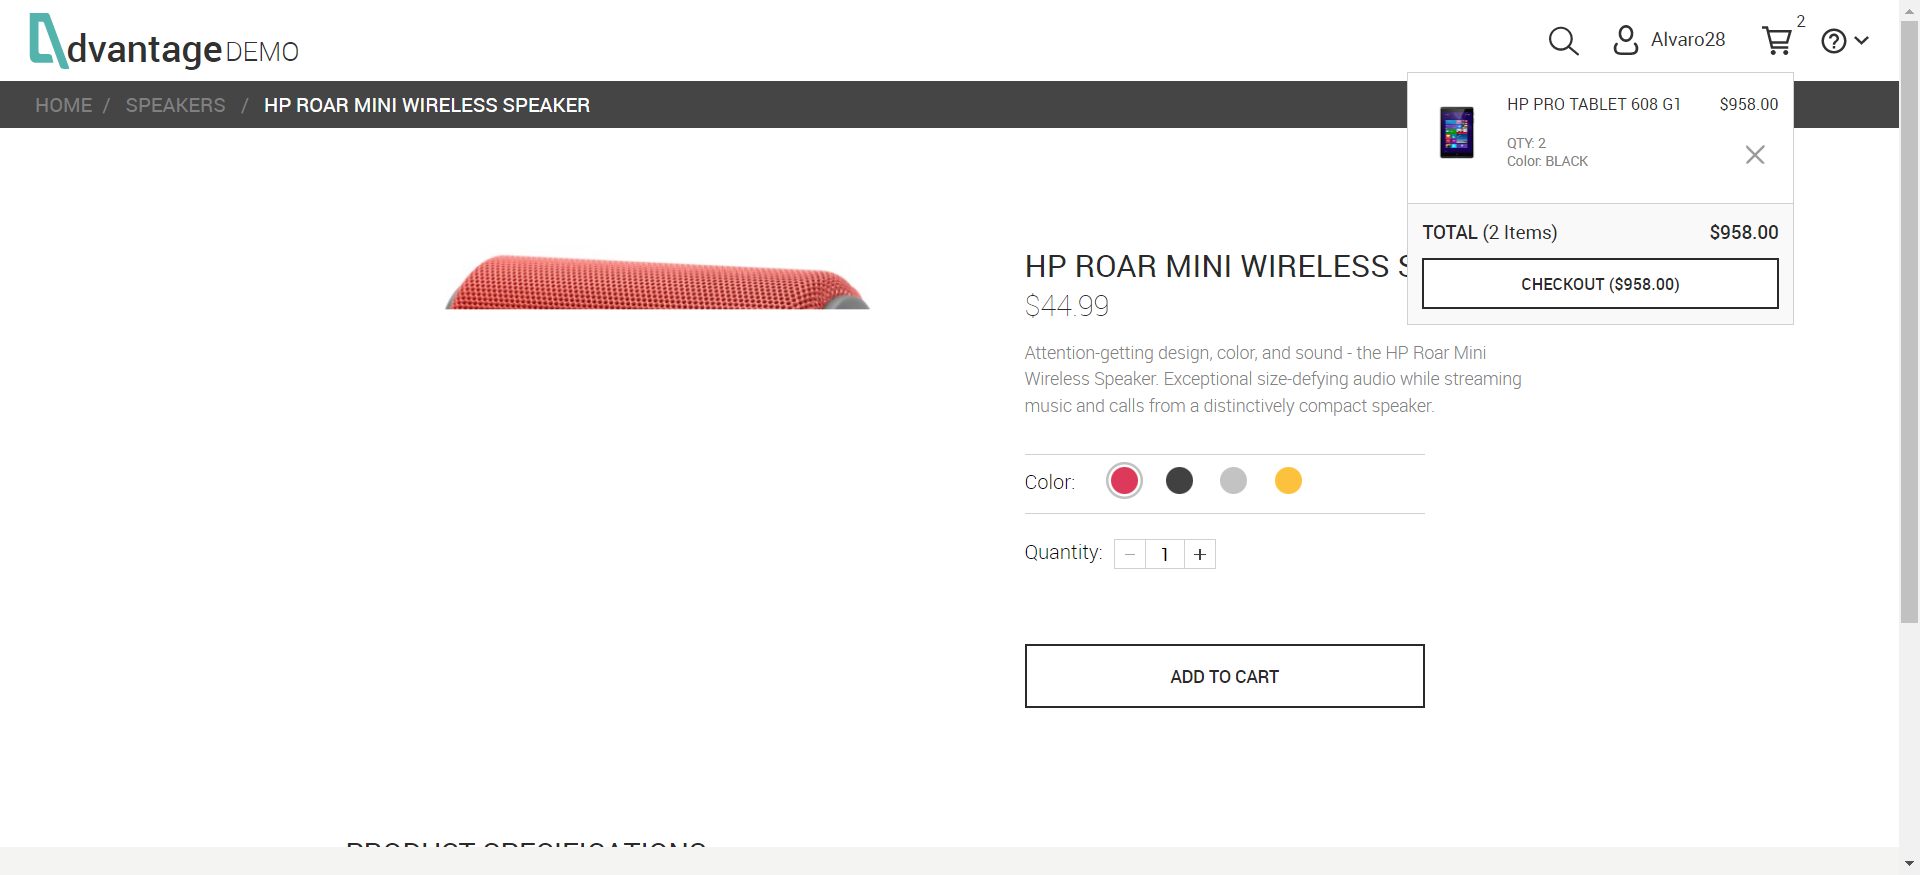 dvantage DEMO
Alvaro28
2
HOME / SPEAKERS / HP ROAR MINI WIRELESS SPEAKER
HP PRO TABLET 608 G1 $958.00
QTY: 2
Color: BLACK
TOTAL (2 Items) $958.00
CHECKOUT ($958.00)
HP ROAR MINI WIRELESS S
$44.99
Attention-getting design, color, and sound - the HP Roar Mini
Wireless Speaker. Exceptional size-defying audio while streaming
music and calls from a distinctively compact speaker.
Color:
Quantity: − 1 +
ADD TO CART
PRODUCT SPECIFICATIONS